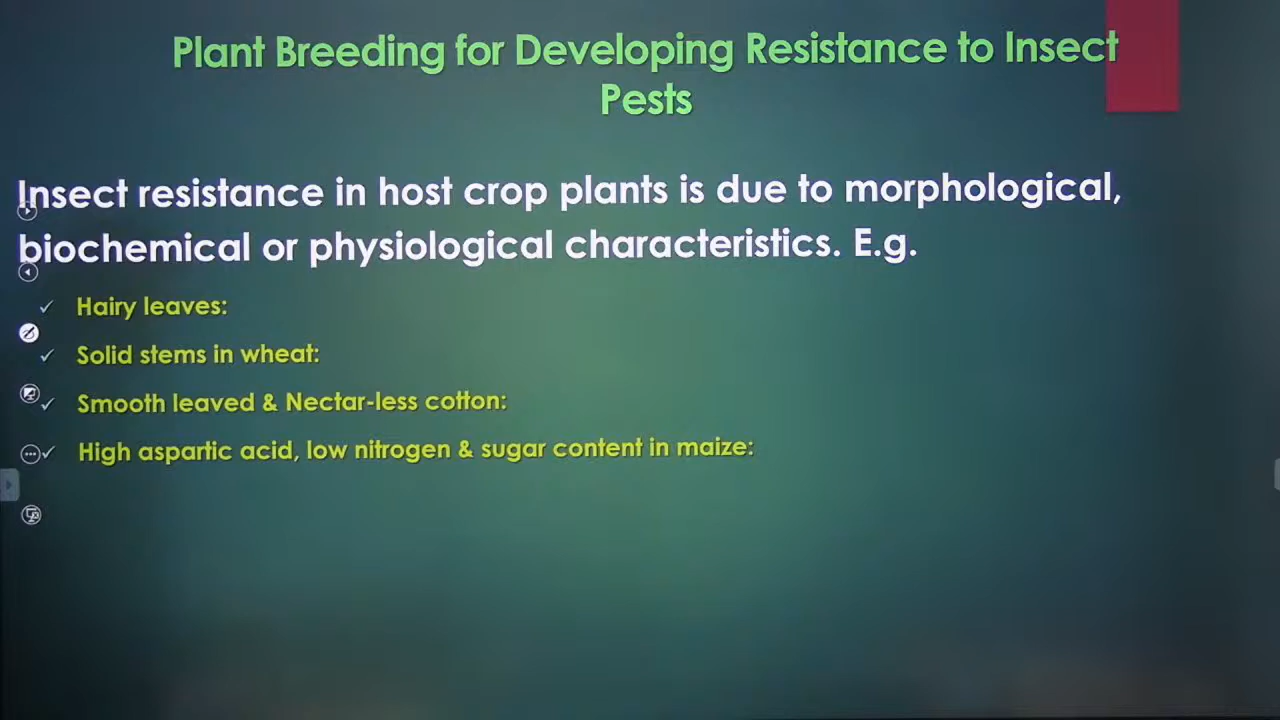 Plant Breeding for Developing Resistance to Insect
Pests
Insect resistance in host crop plants is due to morphological,
biochemical or physiological characteristics. E.g.
✓ Hairy leaves:
✓ Solid stems in wheat:
✓ Smooth leaved & Nectar-less cotton:
✓ High aspartic acid, low nitrogen & sugar content in maize: